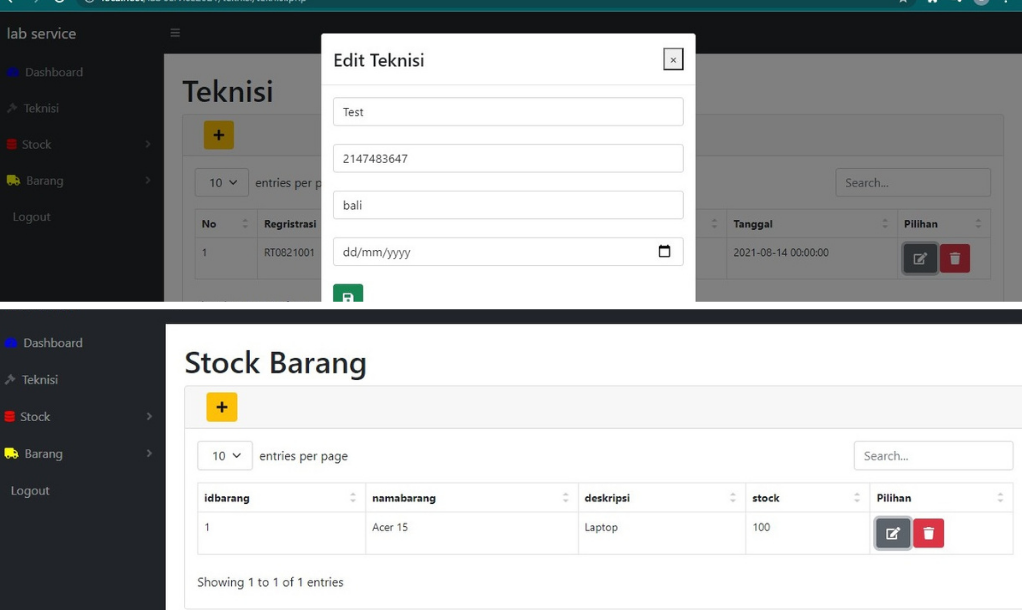 lab service
Edit Teknisi
×
Dashboard
Teknisi
Teknisi
Stock
Barang
Logout
+
10 entries per p
Search...
Test
2147483647
bali
dd/mm/yyyy
No Regristrasi Tanggal Pilihan
1 RT0821001 2021-08-14 00:00:00
Dashboard
Teknisi
Stock
Barang
Logout
Stock Barang
+
10 entries per page
Search...
idbarang namabarang deskripsi stock Pilihan
1 Acer 15 Laptop 100
Showing 1 to 1 of 1 entries